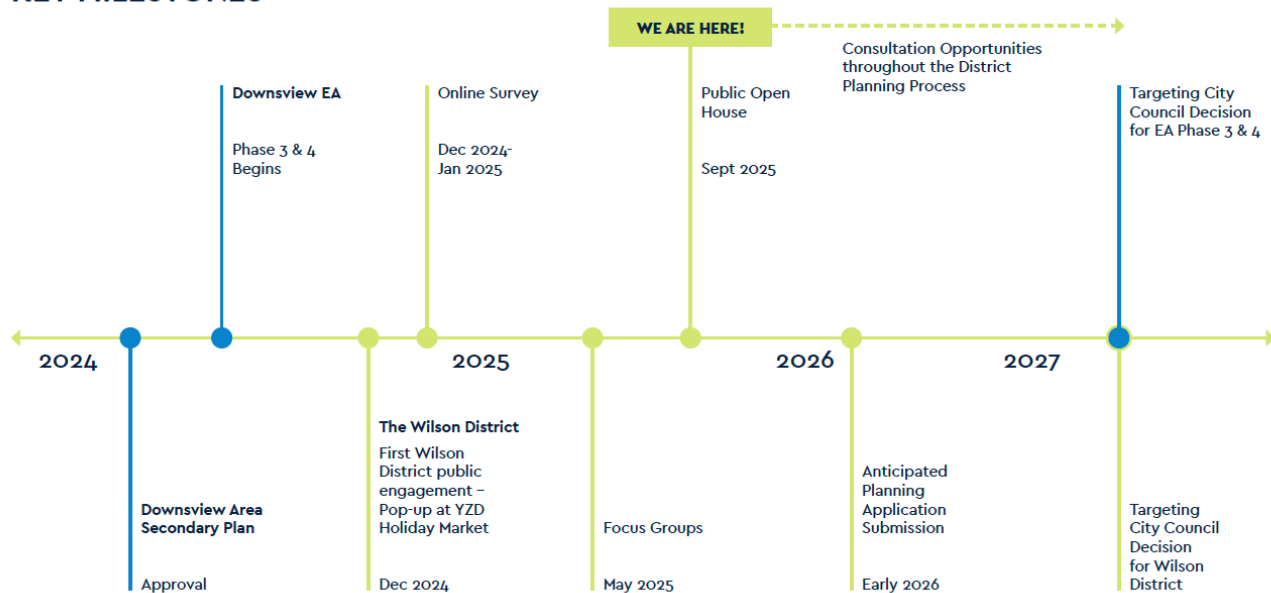 KEY MILESTONES
WE ARE HERE!
Consultation Opportunities
throughout the District
Planning Process
Downsview EA
Phase 3 & 4
Begins
Online Survey
Dec 2024-
Jan 2025
Public Open
House
Sept 2025
Targeting City
Council Decision
for EA Phase 3 & 4
2024
2025
2026
2027
Downsview Area
Secondary Plan
Approval
The Wilson District
First Wilson
District public
engagement –
Pop-up at YZD
Holiday Market
Dec 2024
Focus Groups
May 2025
Anticipated
Planning
Application
Submission
Early 2026
Targeting
City Council
Decision
for Wilson
District